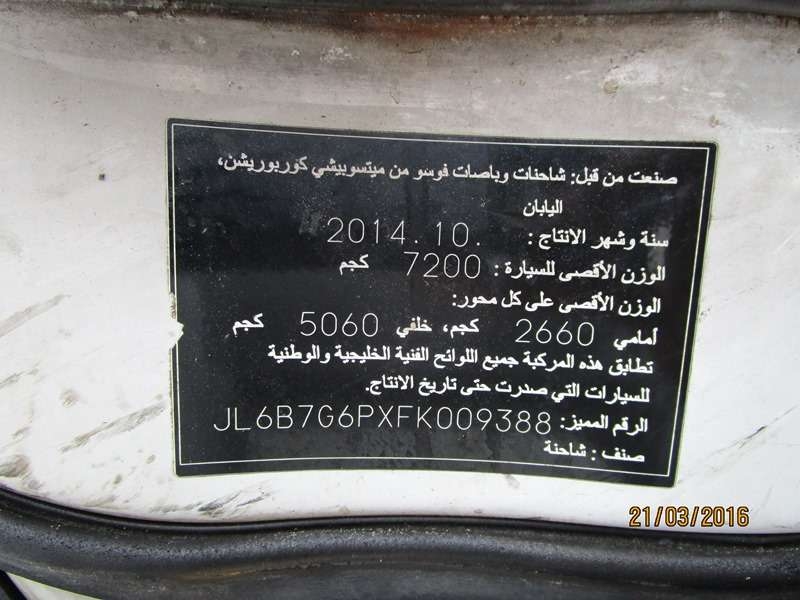 صنعت من قبل: شاحنات وباصات فوسو من ميتسوبيشي كوربوريشن،
اليابان
سنة وشهر الانتاج : 2014.10.
الوزن الأقصى للسيارة : 7200 كجم
الوزن الأقصى على كل محور:
أمامي 2660 كجم، خلفي 5060 كجم
تطابق هذه المركبة جميع اللوائح الفنية الخليجية والوطنية
للسيارات التي صدرت حتى تاريخ الانتاج.
الرقم المميز: JL6B7G6PXFK009388
صنف : شاحنة
21/03/2016